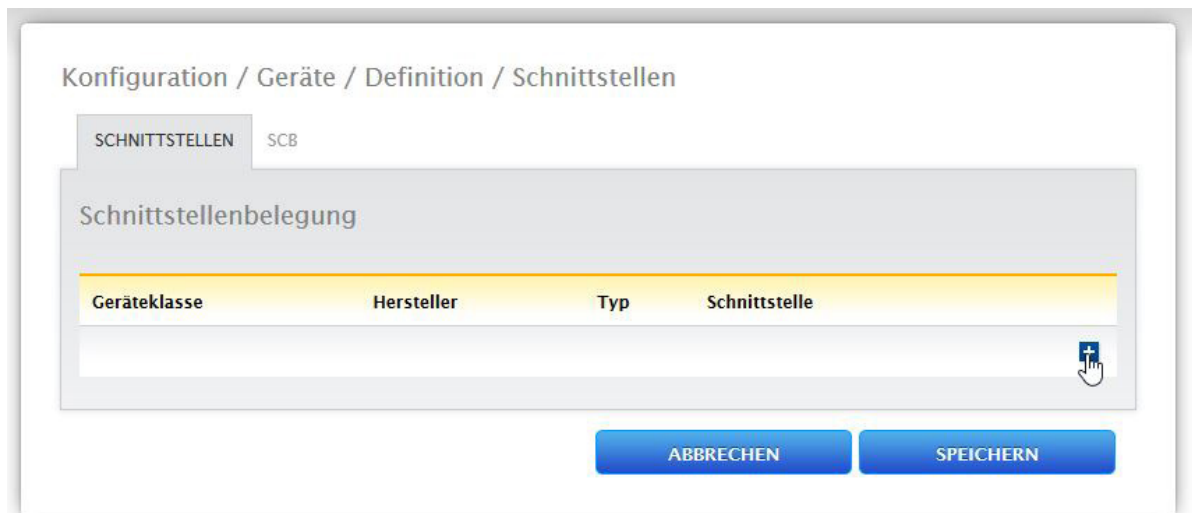 Konfiguration / Geräte / Definition / Schnittstellen
SCHNITTSTELLEN SCB
Schnittstellenbelegung
Geräteklasse Hersteller Typ Schnittstelle
+
ABBRECHEN SPEICHERN